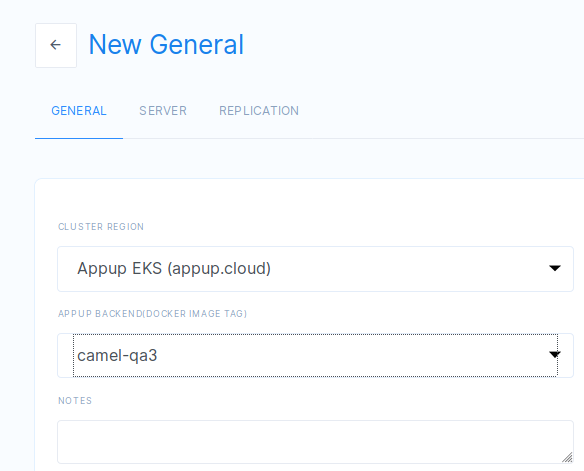 New General
GENERAL SERVER REPLICATION
CLUSTER REGION
Appup EKS (appup.cloud)
APPUP BACKEND(DOCKER IMAGE TAG)
camel-qa3
NOTES